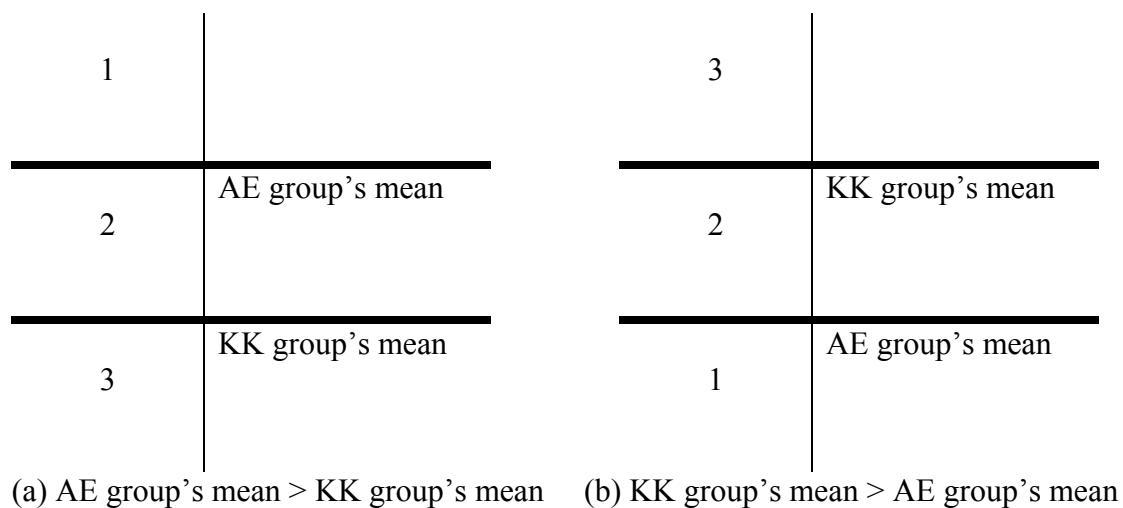 1
AE group’s mean
2
KK group’s mean
3
(a) AE group’s mean > KK group’s mean
3
KK group’s mean
2
AE group’s mean
1
(b) KK group’s mean > AE group’s mean